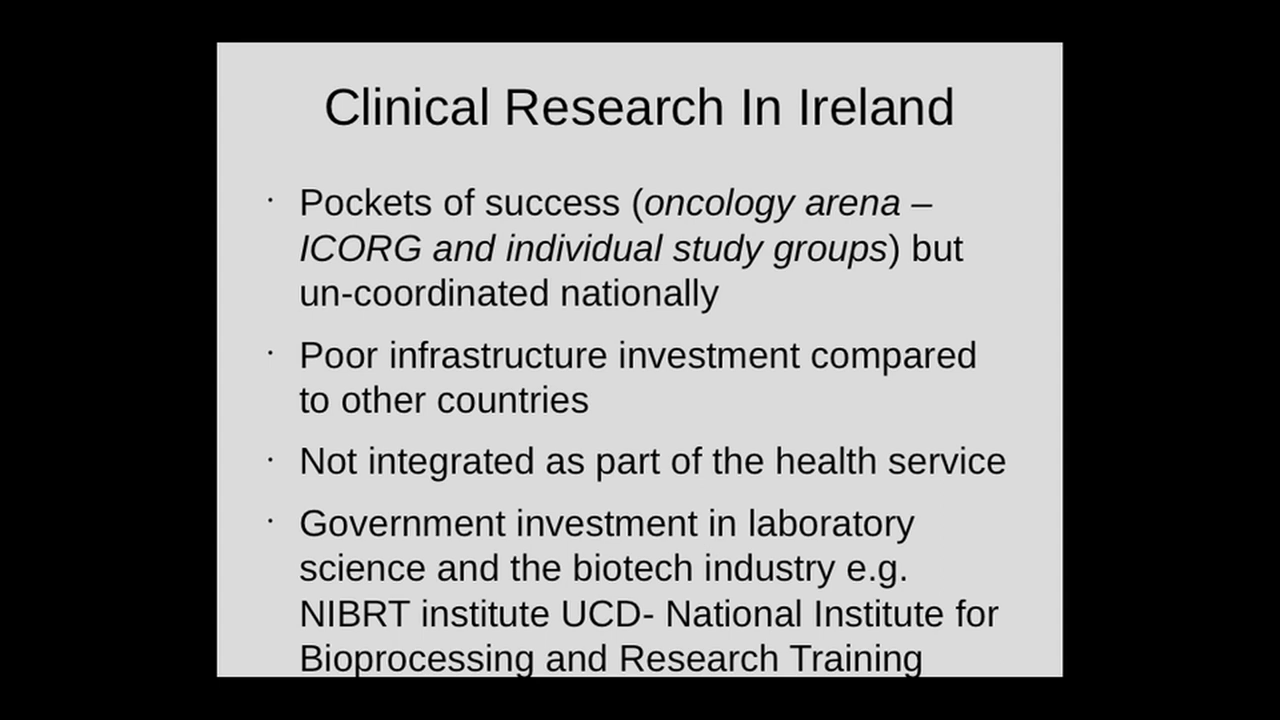 Clinical Research In Ireland
· Pockets of success (oncology arena –
ICORG and individual study groups) but
un-coordinated nationally
· Poor infrastructure investment compared
to other countries
· Not integrated as part of the health service
· Government investment in laboratory
science and the biotech industry e.g.
NIBRT institute UCD- National Institute for
Bioprocessing and Research Training